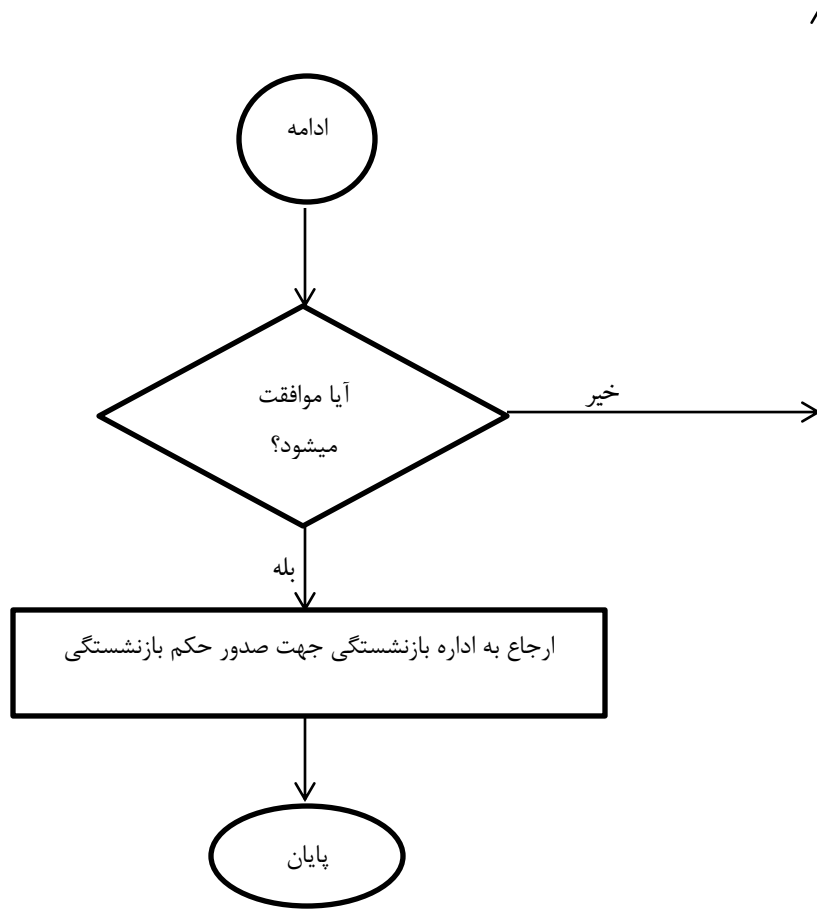 ادامه
آیا موافقت
میشود؟
خیر
بله
ارجاع به اداره بازنشستگی جهت صدور حکم بازنشستگی
پایان